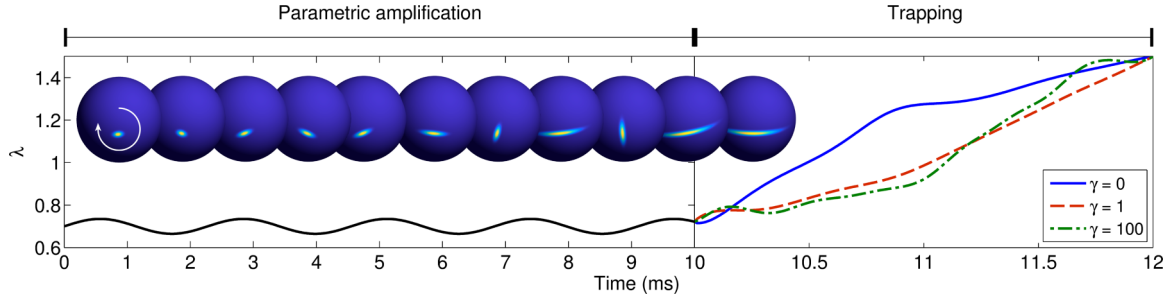 Parametric amplification
Trapping
1.4
1.2
1
0.8
0.6
λ
γ = 0
γ = 1
γ = 100
0 1 2 3 4 5 6 7 8 9 10 10.5 11 11.5 12
Time (ms)